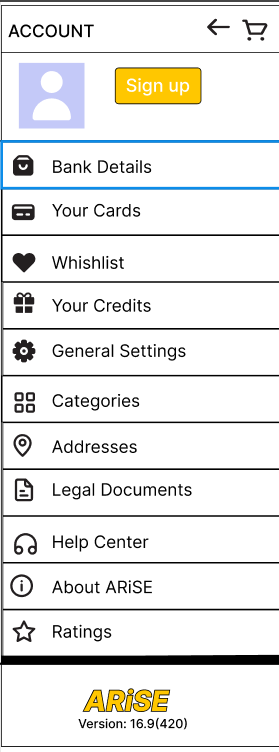 ACCOUNT
Sign up
Bank Details
Your Cards
Whishlist
Your Credits
General Settings
Categories
Addresses
Legal Documents
Help Center
About ARiSE
Ratings
ARiSE
Version: 16.9(420)